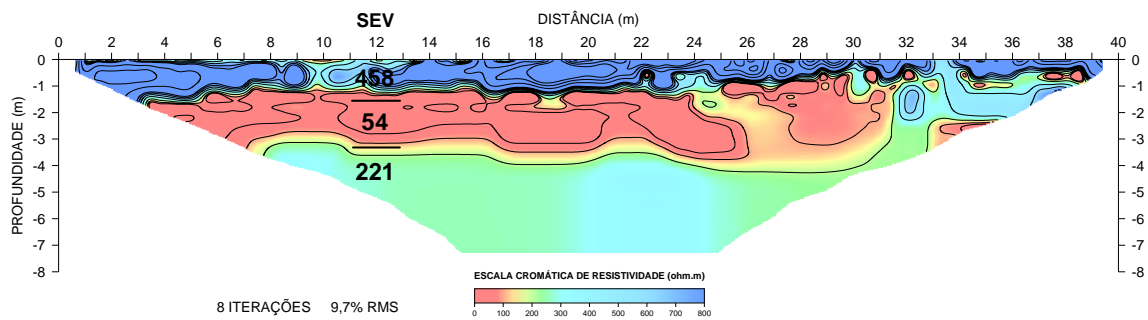 SEV
DISTÂNCIA (m)
0 2 4 6 8 10 12 14 16 18 20 22 24 26 28 30 32 34 36 38 40
PROFUNDIDADE (m)
0 0
-1 -1
-2 -2
-3 -3
-4 -4
-5 -5
-6 -6
-7 -7
-8 -8
458
54
221
ESCALA CROMÁTICA DE RESISTIVIDADE (ohm.m)
0 100 200 300 400 500 600 700 800
8 ITERAÇÕES 9,7% RMS